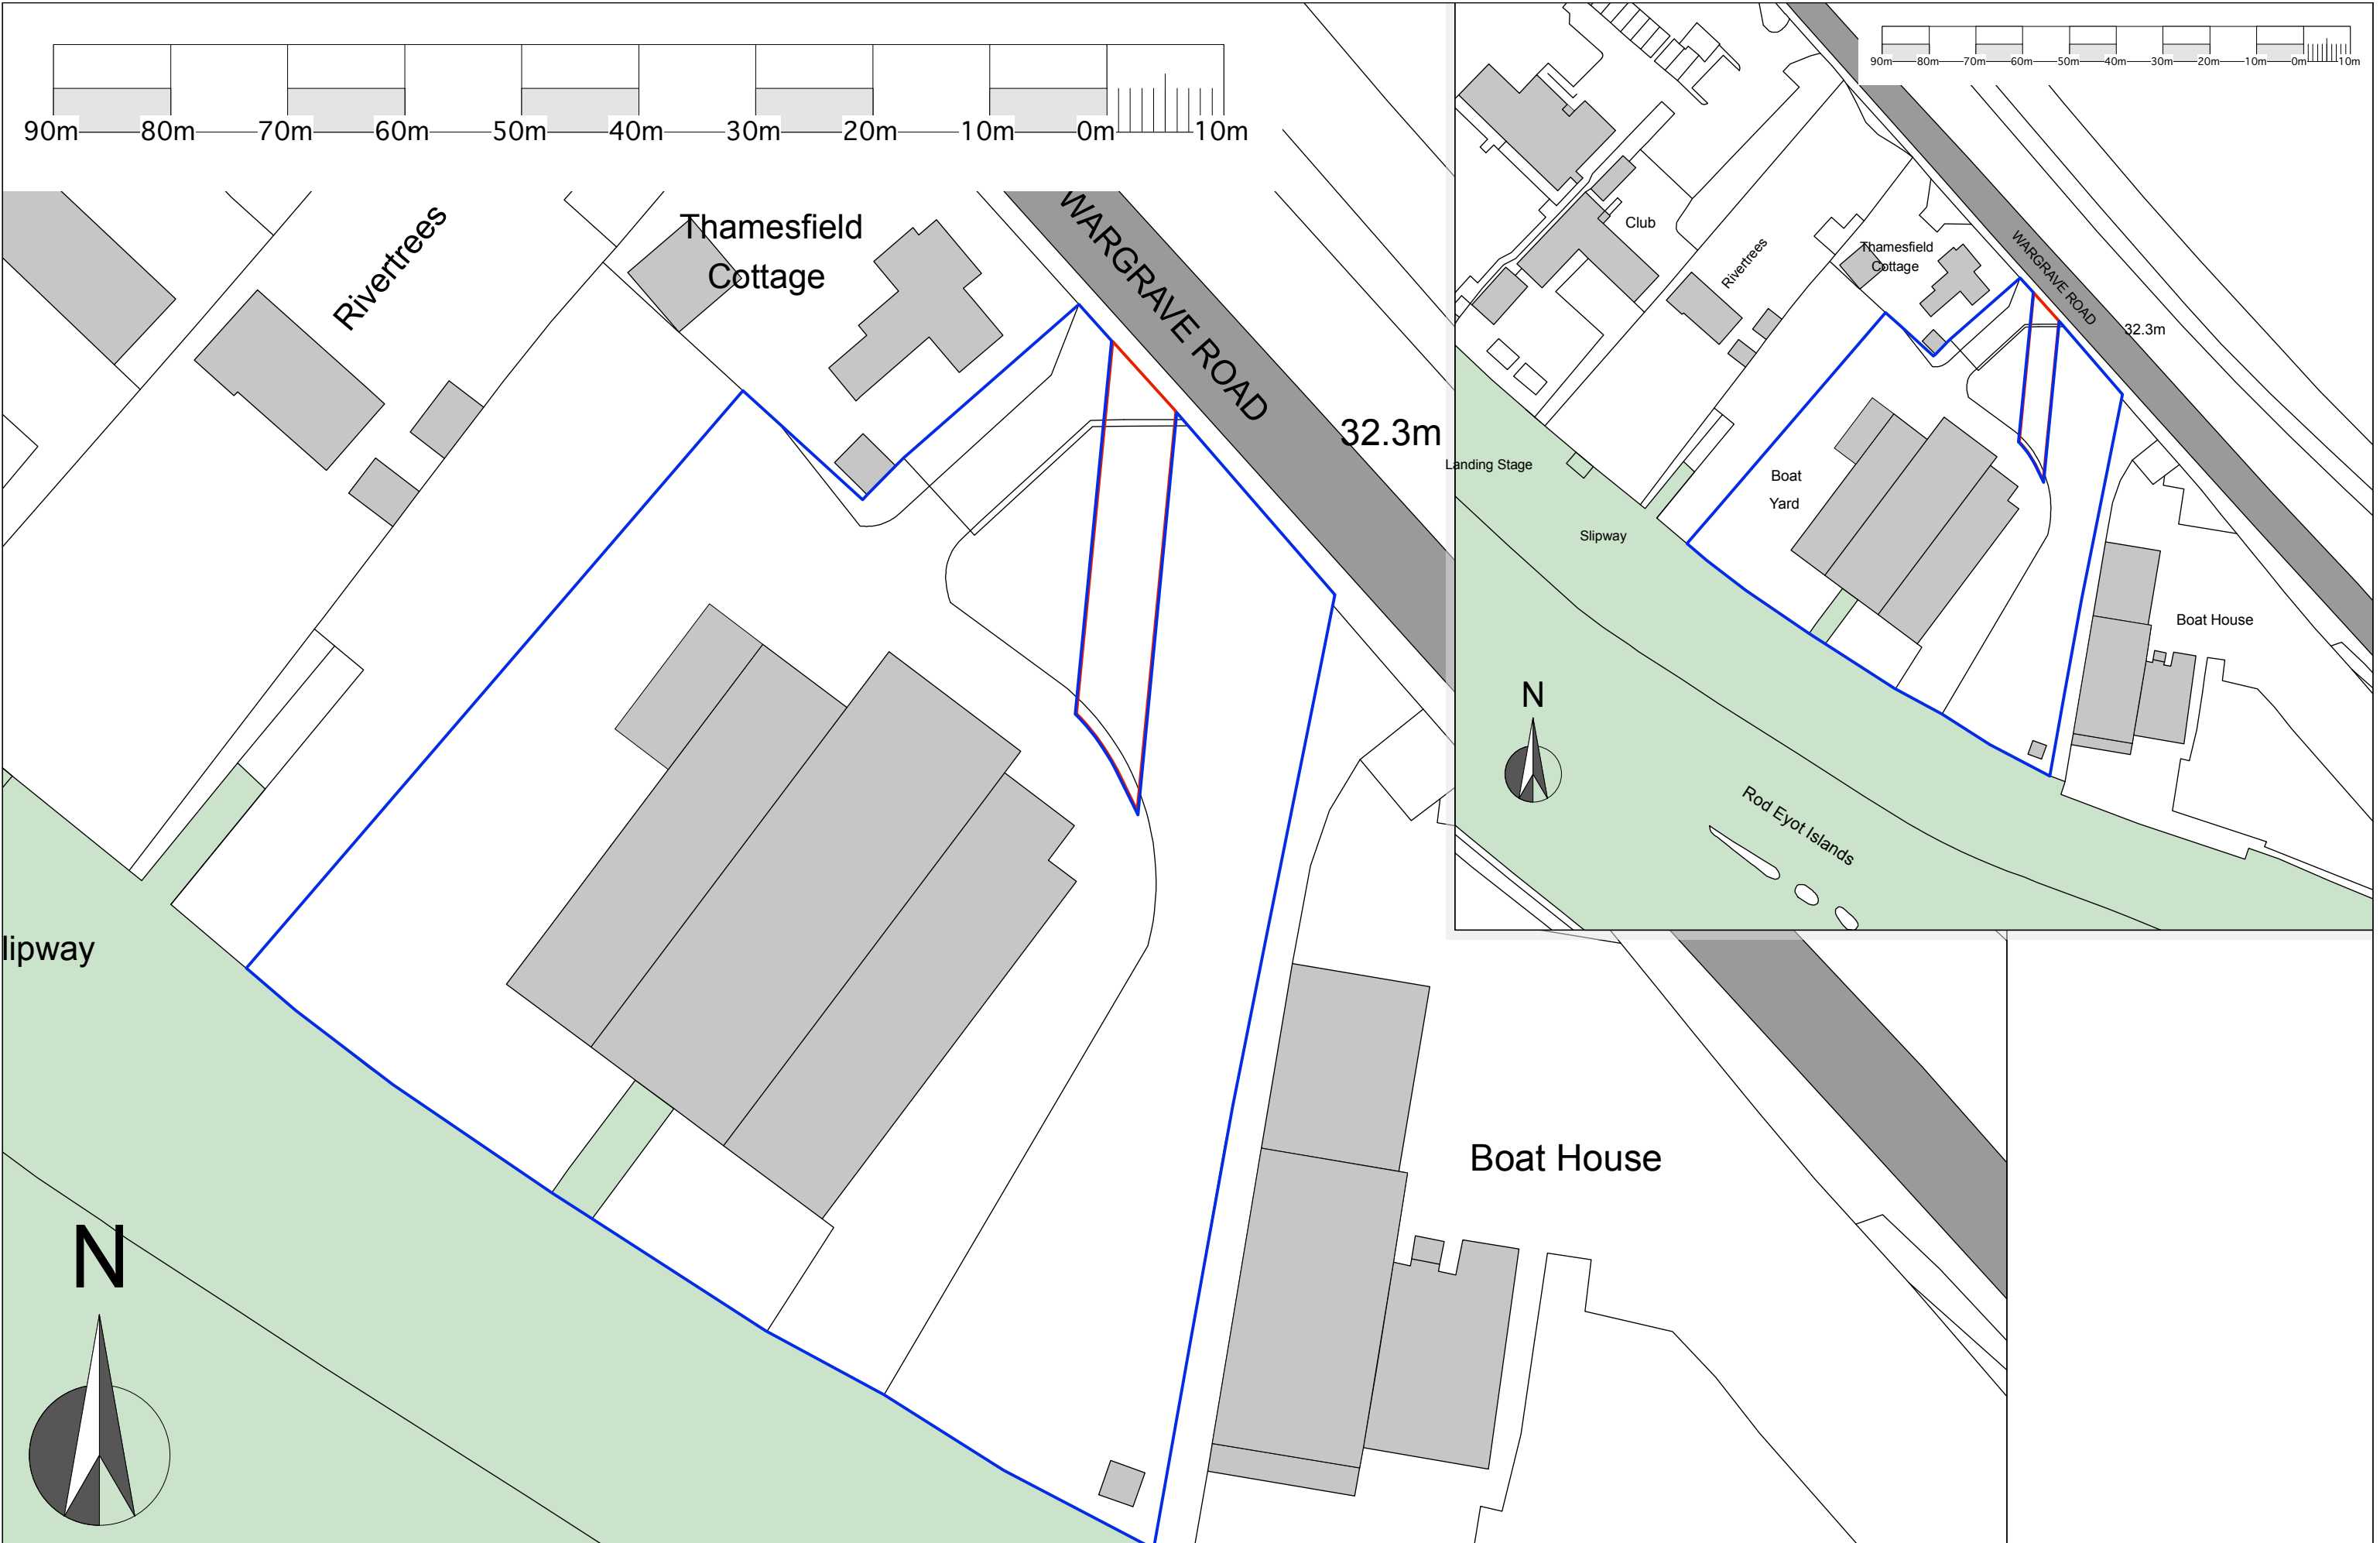 90m 80m 70m 60m 50m 40m 30m 20m 10m 0m 10m
Rivertrees
Thamesfield
Cottage
WARGRAVE ROAD
32.3m
lipway
N
Boat House
90m 80m 70m 60m 50m 40m 30m 20m 10m 0m 10m
Club
Rivertrees
Thamesfield
Cottage
WARGRAVE ROAD
32.3m
Landing Stage
Boat
Yard
Slipway
Boat House
N
Rod Eyot Islands